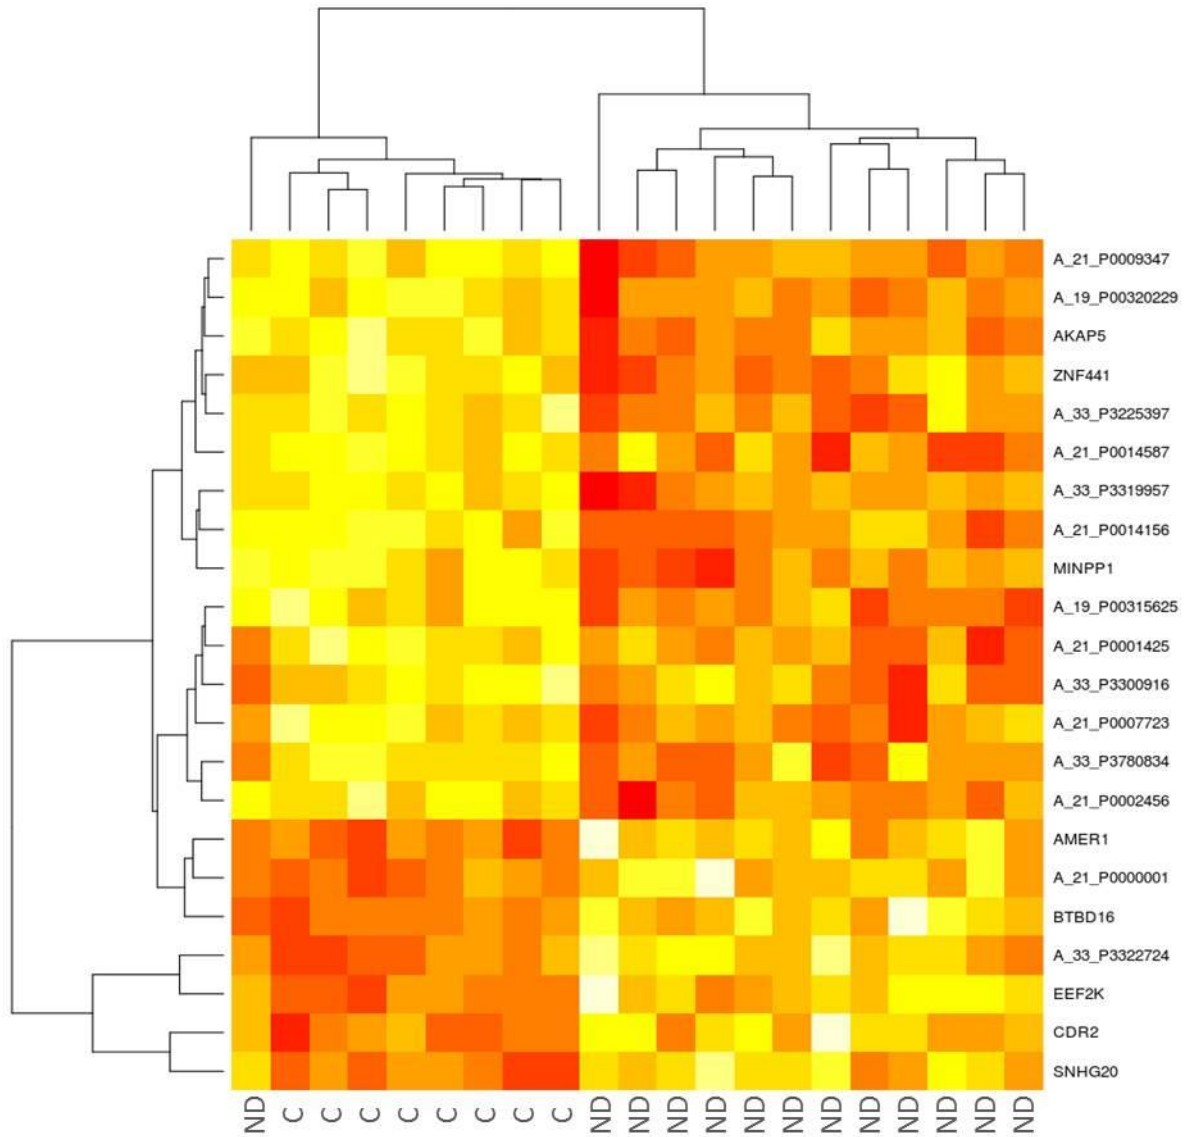 A_21_P0009347
A_19_P00320229
AKAP5
ZNF441
A_33_P3225397
A_21_P0014587
A_33_P3319957
A_21_P0014156
MINPP1
A_19_P00315625
A_21_P0001425
A_33_P3300916
A_21_P0007723
A_33_P3780834
A_21_P0002456
AMER1
A_21_P0000001
BTBD16
A_33_P3322724
EEF2K
CDR2
SNHG20
ND C C C C C C C C ND ND ND ND ND ND ND ND ND ND ND ND